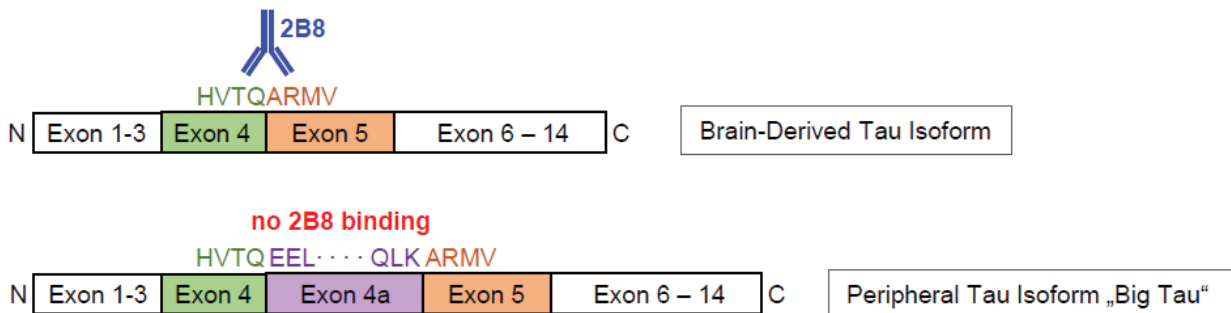 2B8
HVTQARMV
N Exon 1-3 Exon 4 Exon 5 Exon 6 – 14 C Brain-Derived Tau Isoform
no 2B8 binding
HVTQ EEL · · · · QLK ARMV
N Exon 1-3 Exon 4 Exon 4a Exon 5 Exon 6 – 14 C Peripheral Tau Isoform „Big Tau“